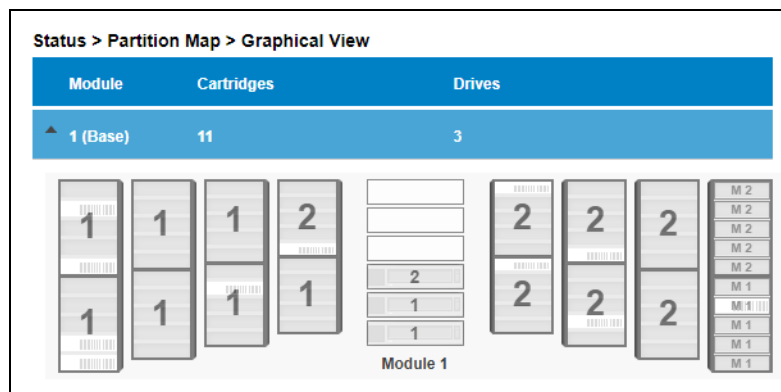 Status > Partition Map > Graphical View
Module Cartridges Drives
1 (Base) 11 3
1 1 1 2 2 2 2 M 2
M 2
M 2
M 2
M 2
1 1 1 1 2 2 2 2 M 1
1 M 1
1 M 1
M 1
Module 1 M 1